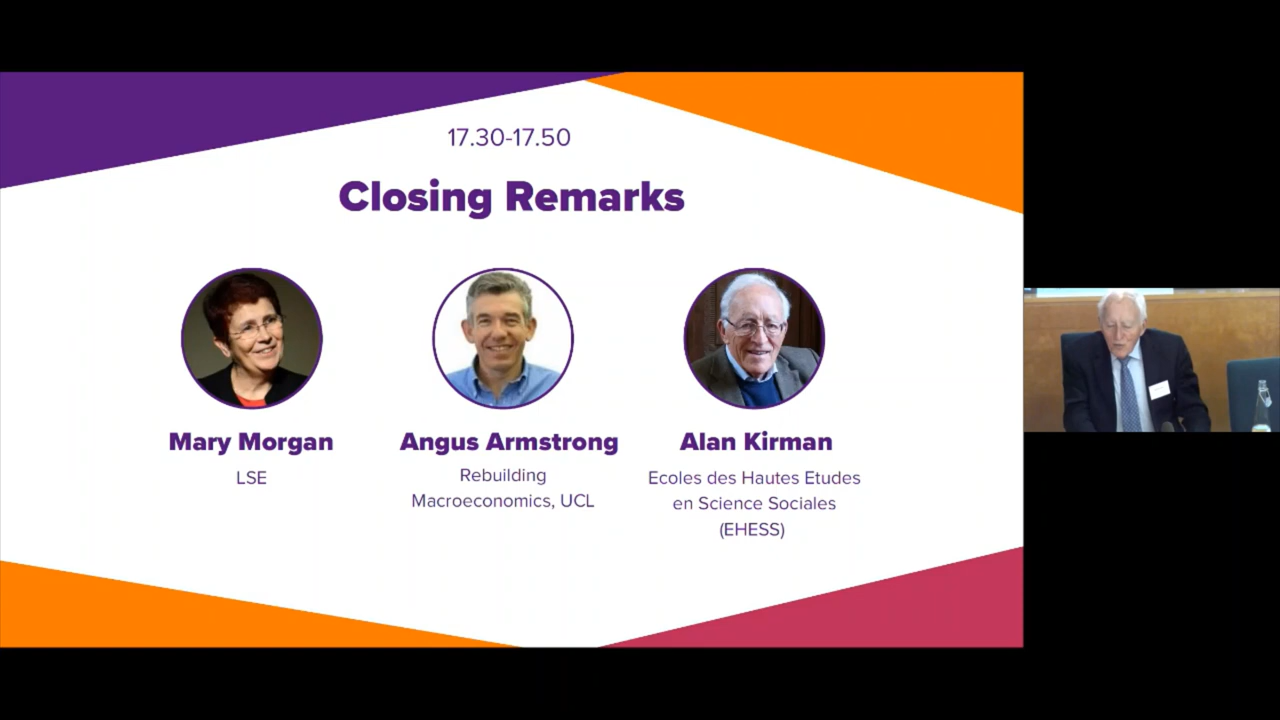 17.30-17.50
Closing Remarks
Mary Morgan
LSE
Angus Armstrong
Rebuilding
Macroeconomics, UCL
Alan Kirman
Ecoles des Hautes Etudes
en Science Sociales
(EHESS)